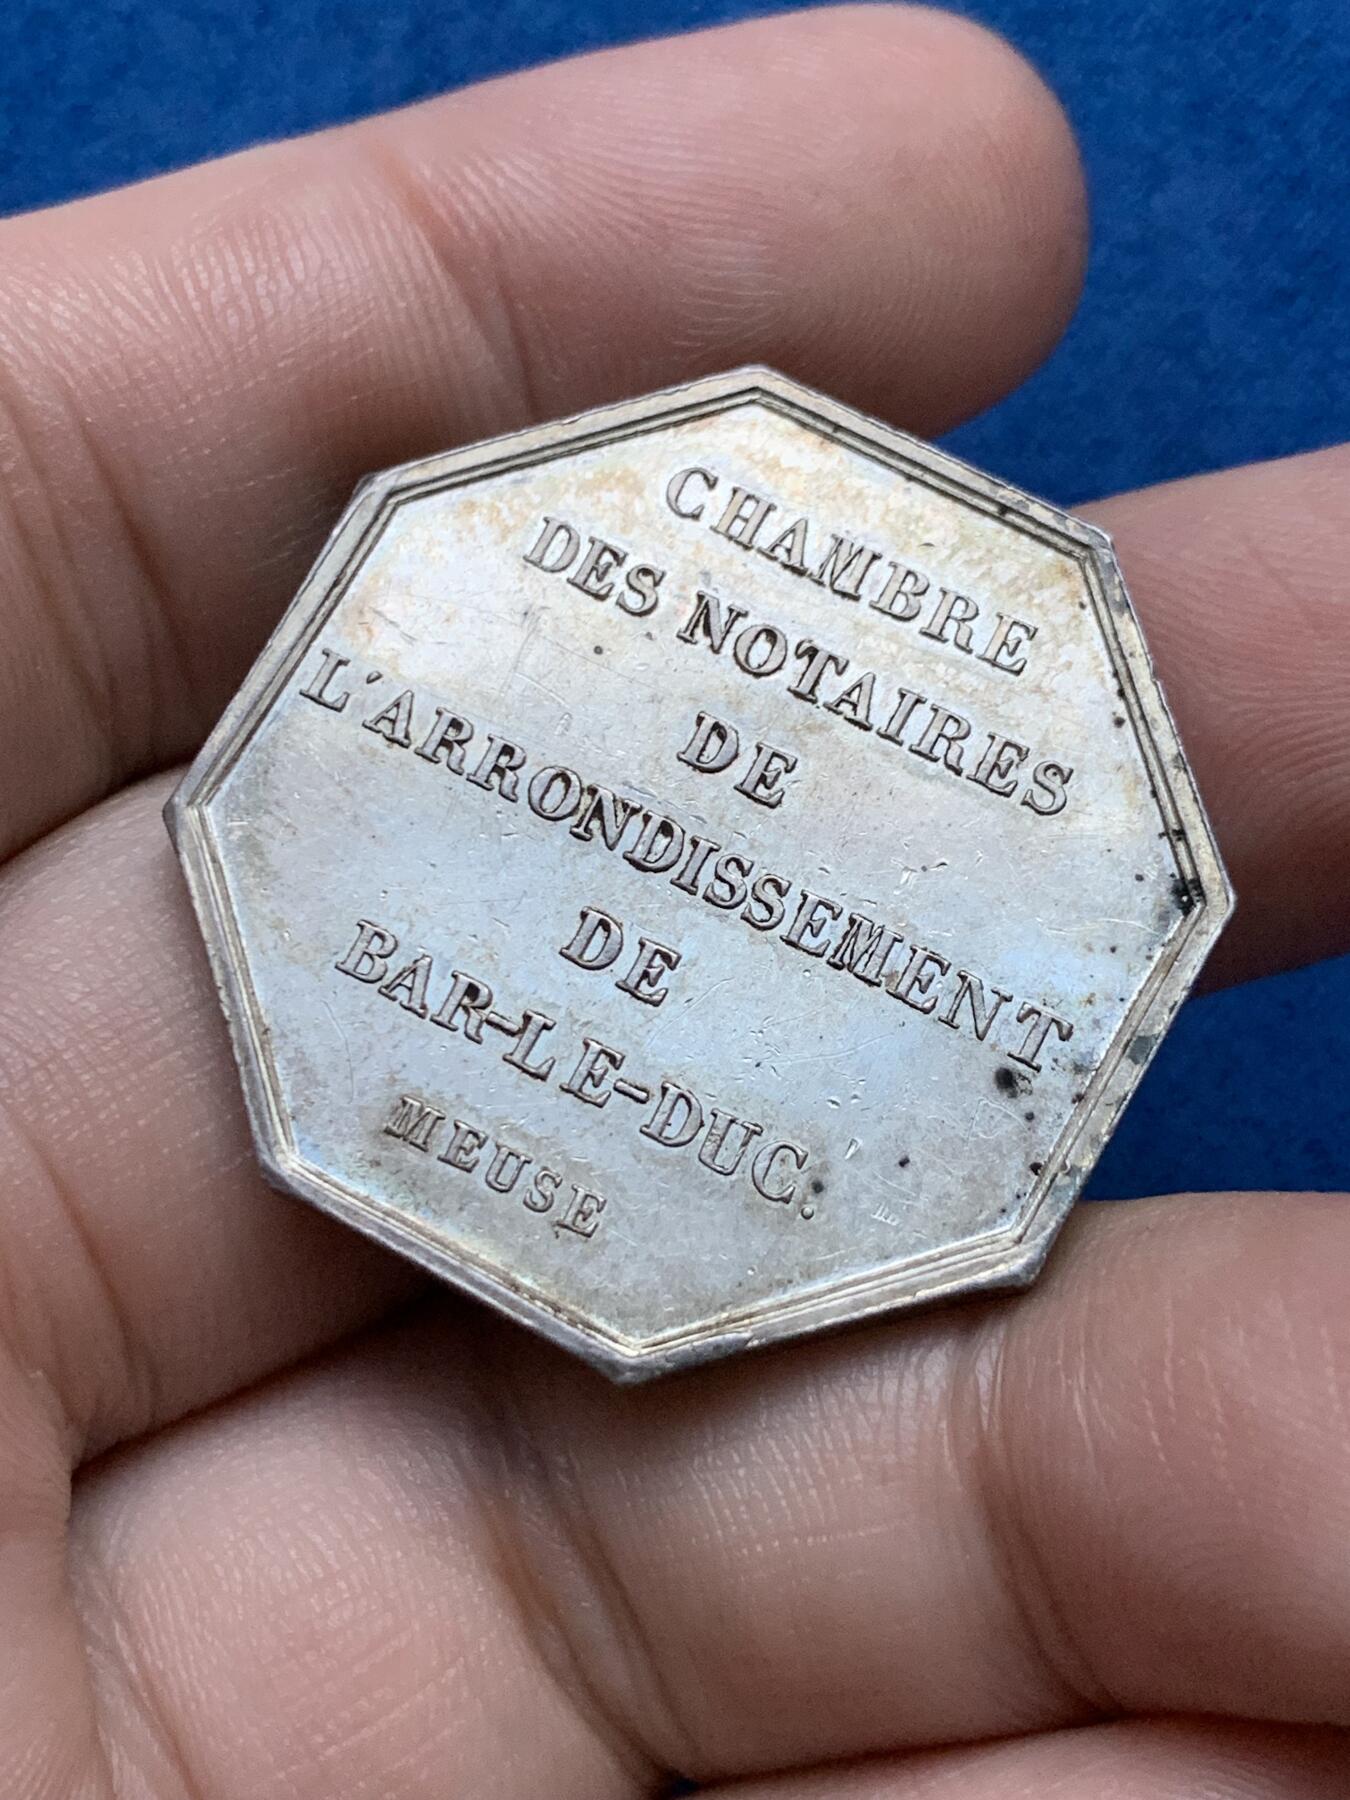 CHAMBRE
DES NOTAIRES
DE
L'ARRONDISSEMENT
DE
BAR-LE-DUC.
MEUSE